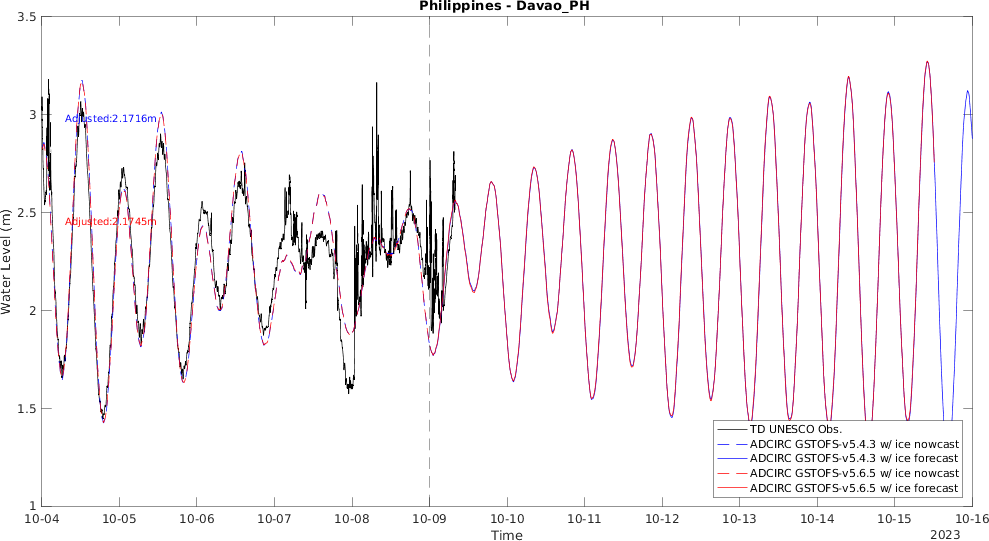 Philippines - Davao_PH
3.5
3
2.5
2
1.5
1
Water Level (m)
Adjusted:2.1716m
Adjusted:2.1745m
TD UNESCO Obs.
ADCIRC GSTOFS-v5.4.3 w/ ice nowcast
ADCIRC GSTOFS-v5.4.3 w/ ice forecast
ADCIRC GSTOFS-v5.6.5 w/ ice nowcast
ADCIRC GSTOFS-v5.6.5 w/ ice forecast
10-04 10-05 10-06 10-07 10-08 10-09 10-10 10-11 10-12 10-13 10-14 10-15 10-16
Time
2023